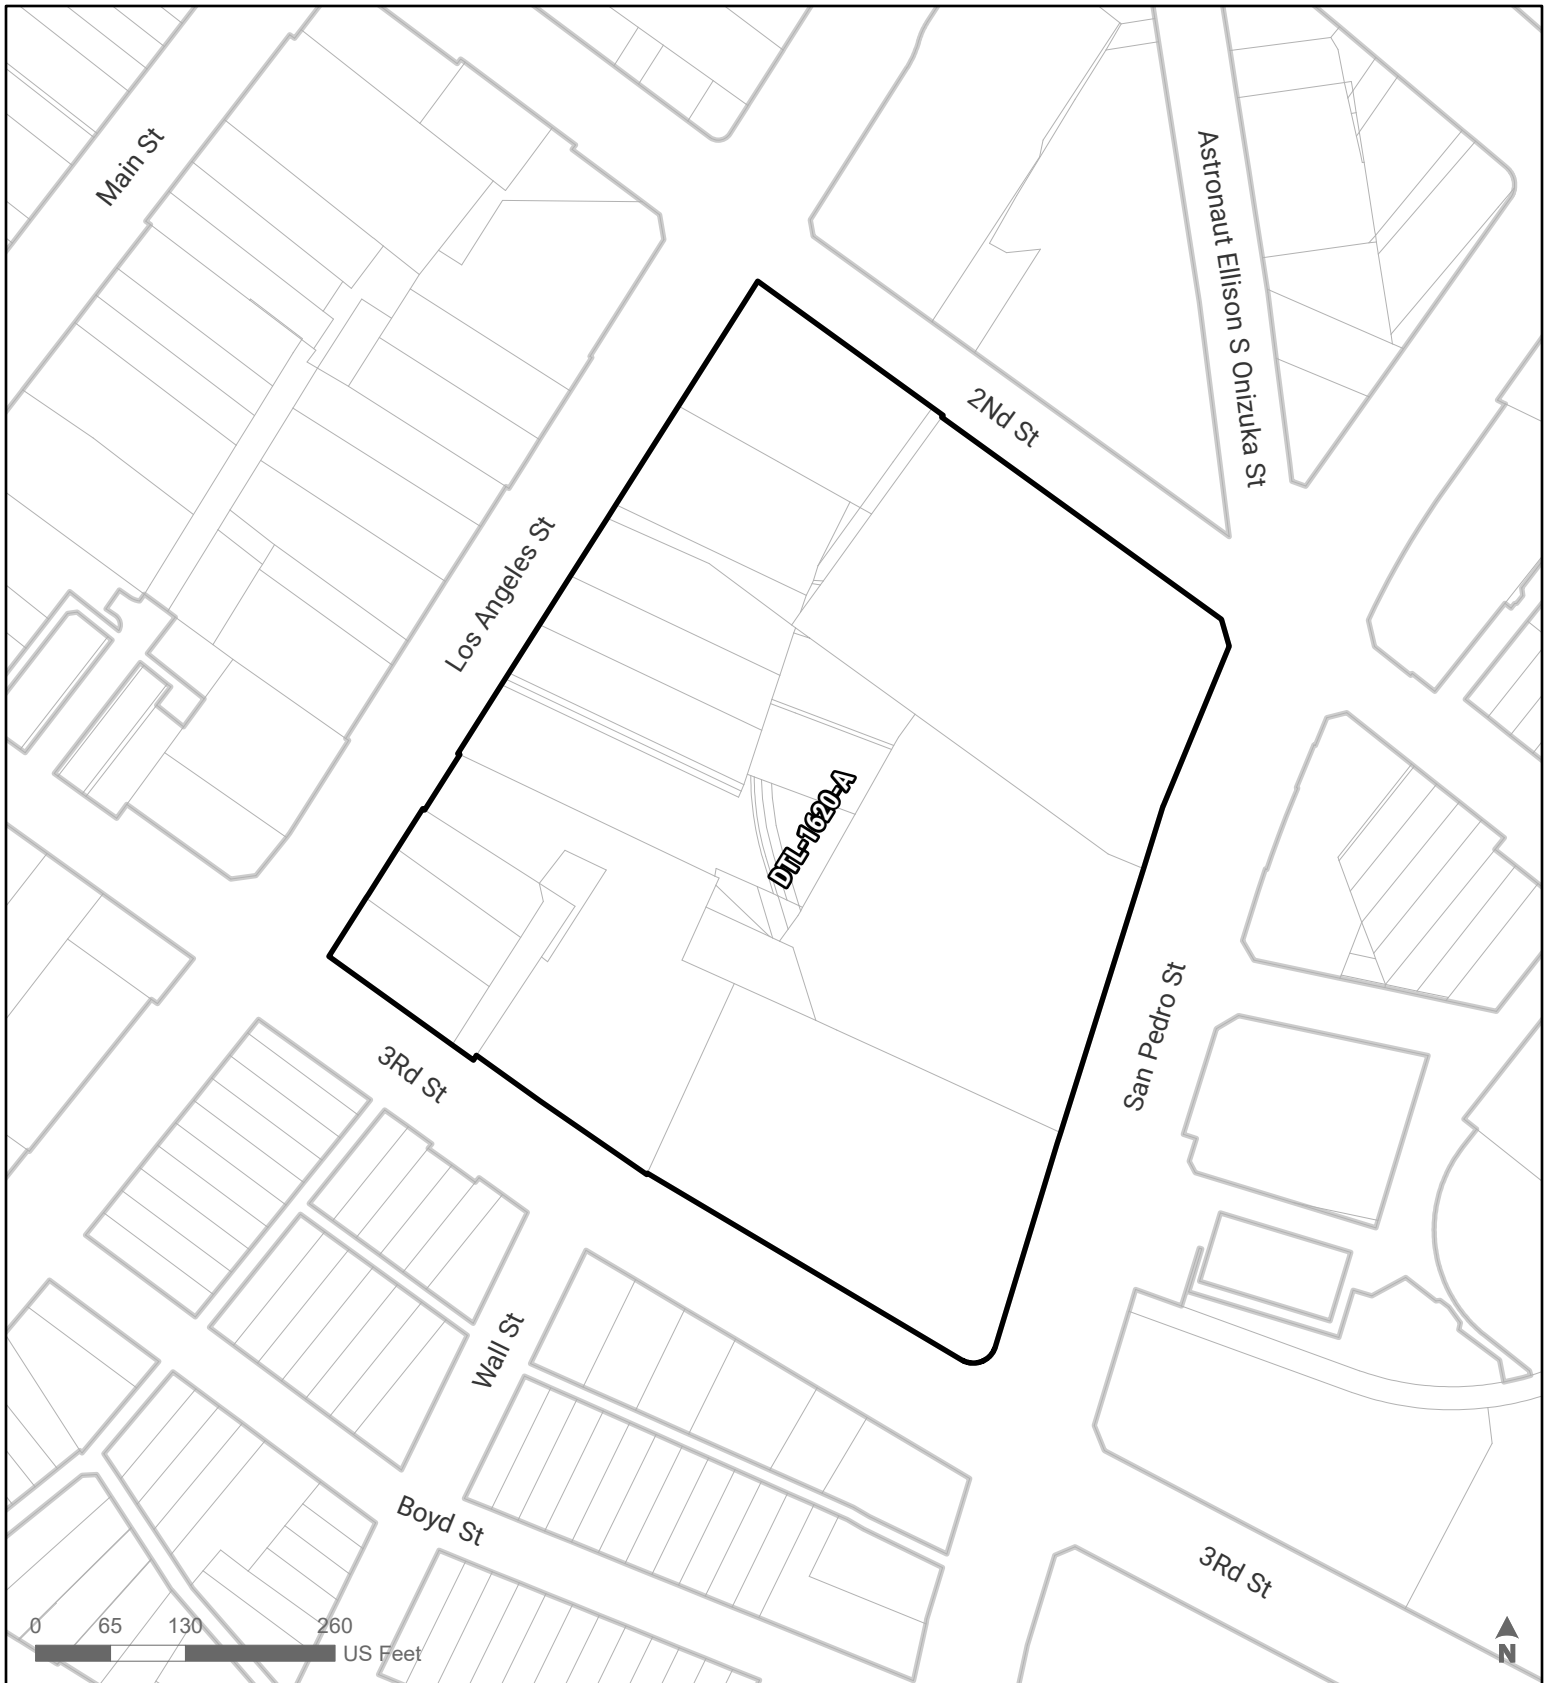 Main St
Astronaut Ellison S Onizuka St
2Nd St
Los Angeles St
DTL-1620-A
San Pedro St
3Rd St
Wall St
Boyd St
3Rd St
0 65 130 260
US Feet
N